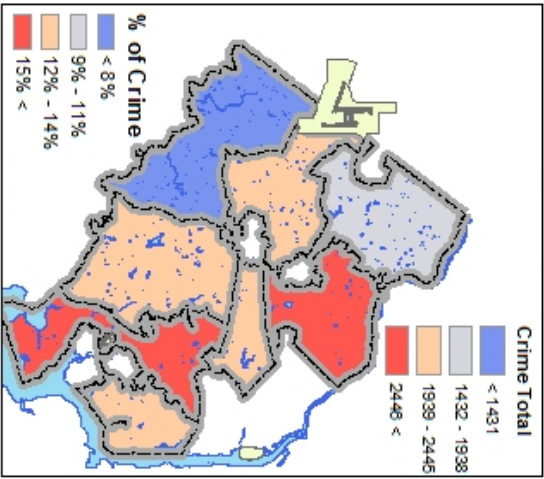 Crime Total
< 1431
1432 - 1938
1939 - 2445
2446 <
% of Crime
< 8%
9% - 11%
12% - 14%
15% <